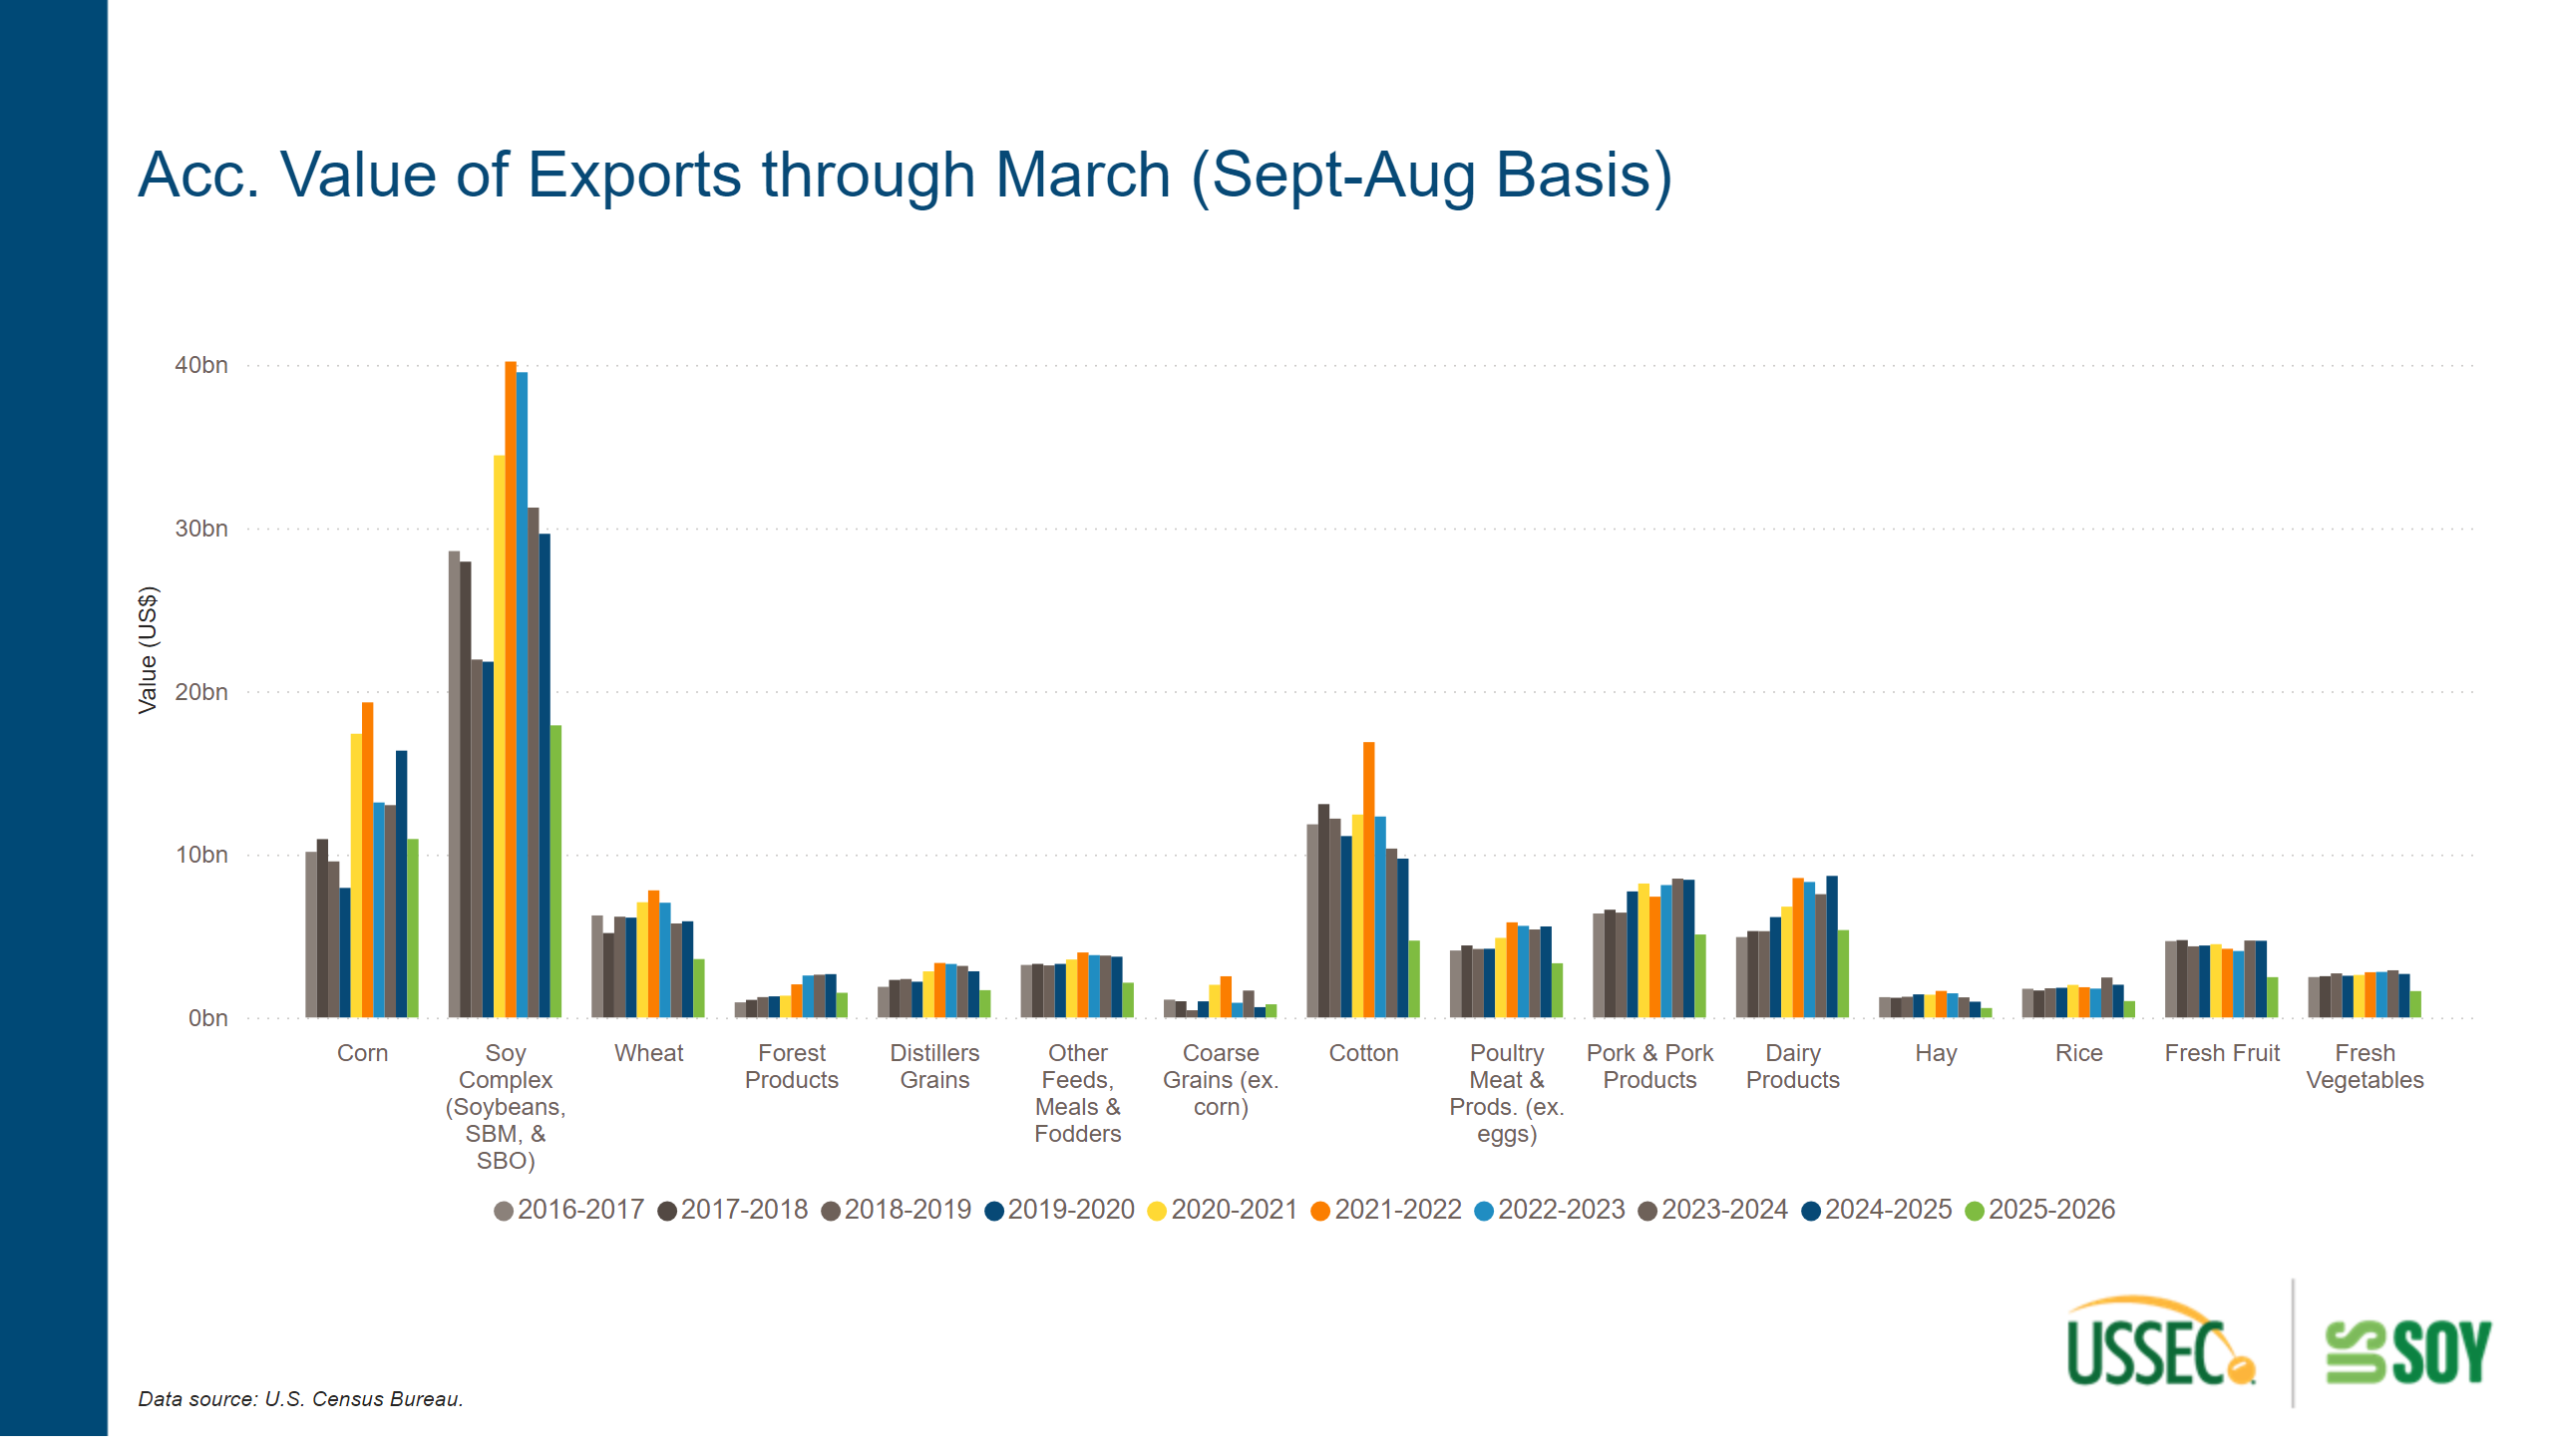 Acc. Value of Exports through March (Sept-Aug Basis)
Value (US$)
40bn
30bn
20bn
10bn
0bn
Corn
Soy
Complex
(Soybeans,
SBM, &
SBO)
Wheat
Forest
Products
Distillers
Grains
Other
Feeds,
Meals &
Fodders
Coarse
Grains (ex.
corn)
Cotton
Poultry
Meat &
Prods. (ex.
eggs)
Pork & Pork
Products
Dairy
Products
Hay
Rice
Fresh Fruit
Fresh
Vegetables
2016-2017 2017-2018 2018-2019 2019-2020 2020-2021 2021-2022 2022-2023 2023-2024 2024-2025 2025-2026
USSEC
US SOY
Data source: U.S. Census Bureau.